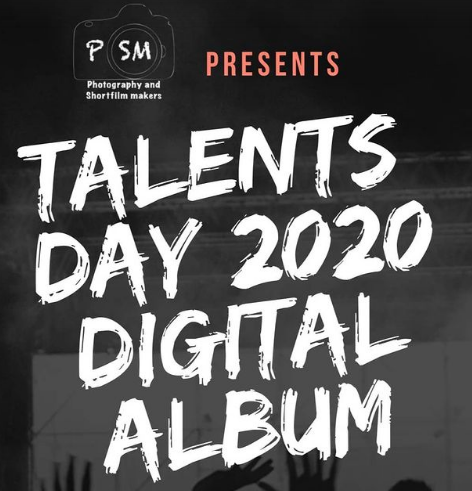 P SM
Photography and
Shortfilm makers
PRESENTS
TALENTS
DAY 2020
DIGITAL
ALBUM